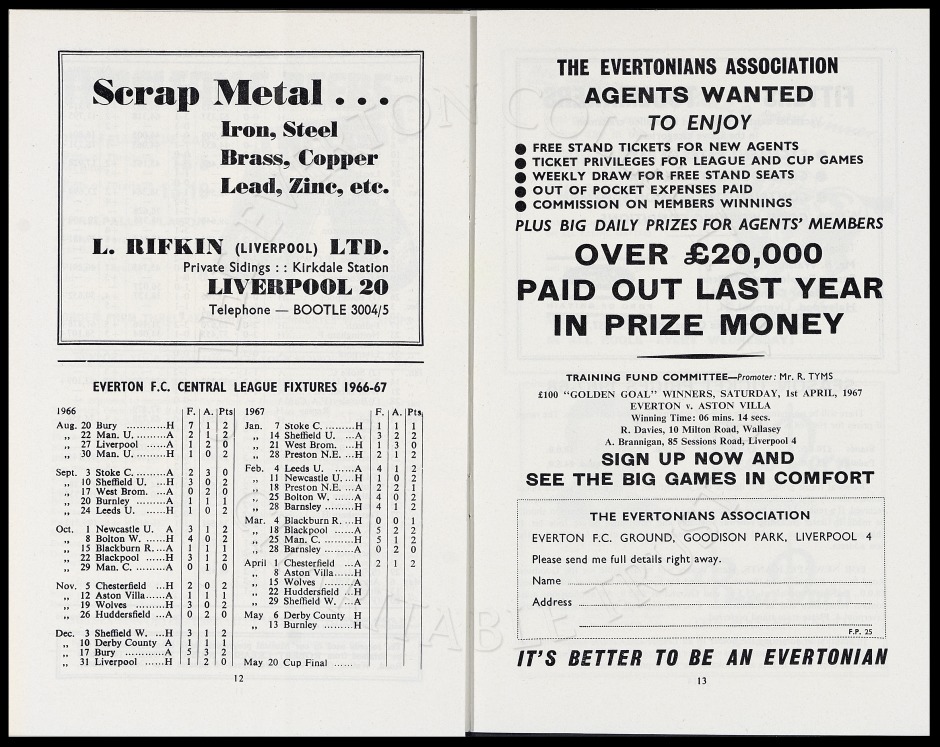 Scrap Metal . . .
Iron, Steel
Brass, Copper
Lead, Zinc, etc.
L. RIFKIN (LIVERPOOL) LTD.
Private Sidings : : Kirkdale Station
LIVERPOOL 20
Telephone — BOOTLE 3004/5
EVERTON F.C. CENTRAL LEAGUE FIXTURES 1966-67
1966 F. A. Pts
Aug. 20 Bury ...........H 7 1 2
„ 22 Man. U. .......A 2 1 2
„ 27 Liverpool ......A 1 2 0
„ 30 Man. U. .......H 1 0 2
Sept. 3 Stoke C. ........A 2 3 0
„ 10 Sheffield U. ...H 3 0 2
„ 17 West Brom. ...A 0 2 0
„ 20 Burnley .........A 1 1 1
„ 24 Leeds U. .......H 1 0 2
Oct. 1 Newcastle U. A 3 1 2
„ 8 Bolton W. .....H 4 0 2
„ 15 Blackburn R. ...A 1 1 1
„ 22 Blackpool .....H 3 1 2
„ 29 Man. C. .........A 0 1 0
Nov. 5 Chesterfield ...H 2 0 2
„ 12 Aston Villa.....A 1 1 1
„ 19 Wolves .........H 3 0 2
„ 26 Huddersfield ...A 0 2 0
Dec. 3 Sheffield W. ...H 3 1 2
„ 10 Derby County A 1 1 1
„ 17 Bury ............A 5 3 2
„ 31 Liverpool ......H 1 2 0
1967 F. A. Pts
Jan. 7 Stoke C. ........H 1 1 1
„ 14 Sheffield U. ...A 3 2 2
„ 21 West Brom. ...H 1 3 0
„ 28 Preston N.E. ...H 2 1 2
Feb. 4 Leeds U. ......A 4 1 2
„ 11 Newcastle U. ..H 1 0 2
„ 18 Preston N.E. ...A 2 2 1
„ 25 Bolton W. .....A 4 0 2
„ 28 Barnsley .......H 4 1 2
Mar. 4 Blackburn R. ...H 0 0 1
„ 18 Blackpool ......A 5 2 2
„ 25 Man. C. ........H 5 1 2
„ 28 Barnsley .......A 0 2 0
April 1 Chesterfield ...A 2 1 2
„ 8 Aston Villa.....H
„ 15 Wolves .........A
„ 22 Huddersfield ...H
„ 29 Sheffield W. ...A
May 6 Derby County H
„ 13 Burnley .........H
May 20 Cup Final ......
12
THE EVERTONIANS ASSOCIATION
AGENTS WANTED
TO ENJOY
● FREE STAND TICKETS FOR NEW AGENTS
● TICKET PRIVILEGES FOR LEAGUE AND CUP GAMES
● WEEKLY DRAW FOR FREE STAND SEATS
● OUT OF POCKET EXPENSES PAID
● COMMISSION ON MEMBERS WINNINGS
PLUS BIG DAILY PRIZES FOR AGENTS' MEMBERS
OVER £20,000
PAID OUT LAST YEAR
IN PRIZE MONEY
TRAINING FUND COMMITTEE—Promoter: Mr. R. TYMS
£100 "GOLDEN GOAL" WINNERS, SATURDAY, 1st APRIL, 1967
EVERTON v. ASTON VILLA
Winning Time: 06 mins. 14 secs.
R. Davies, 10 Milton Road, Wallasey
A. Brannigan, 85 Sessions Road, Liverpool 4
SIGN UP NOW AND
SEE THE BIG GAMES IN COMFORT
THE EVERTONIANS ASSOCIATION
EVERTON F.C. GROUND, GOODISON PARK, LIVERPOOL 4
Please send me full details right away.
Name
Address
F.P. 25
IT'S BETTER TO BE AN EVERTONIAN
13